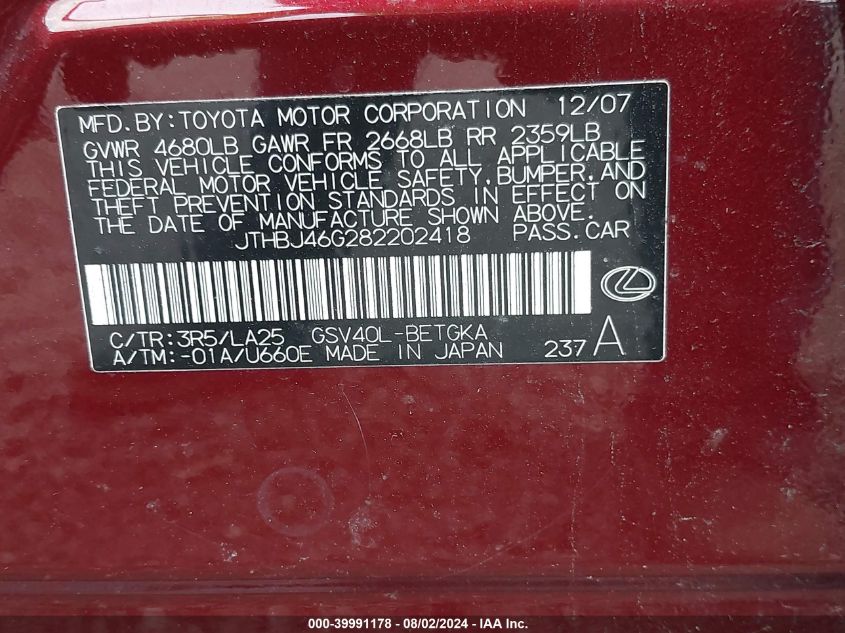 MFD.BY:TOYOTA MOTOR CORPORATION 12/07
GVWR 4680LB GAWR FR 2668LB RR 2359LB
THIS VEHICLE CONFORMS TO ALL APPLICABLE
FEDERAL MOTOR VEHICLE SAFETY,BUMPER,AND
THEFT PREVENTION STANDARDS IN EFFECT ON
THE DATE OF MANUFACTURE SHOWN ABOVE.
JTHBJ46G282202418 PASS.CAR
C/TR:3R5/LA25 GSV40L-BETGKA
A/TM:-01A/U660E MADE IN JAPAN 237A
000-39991178 - 08/02/2024 - IAA Inc.